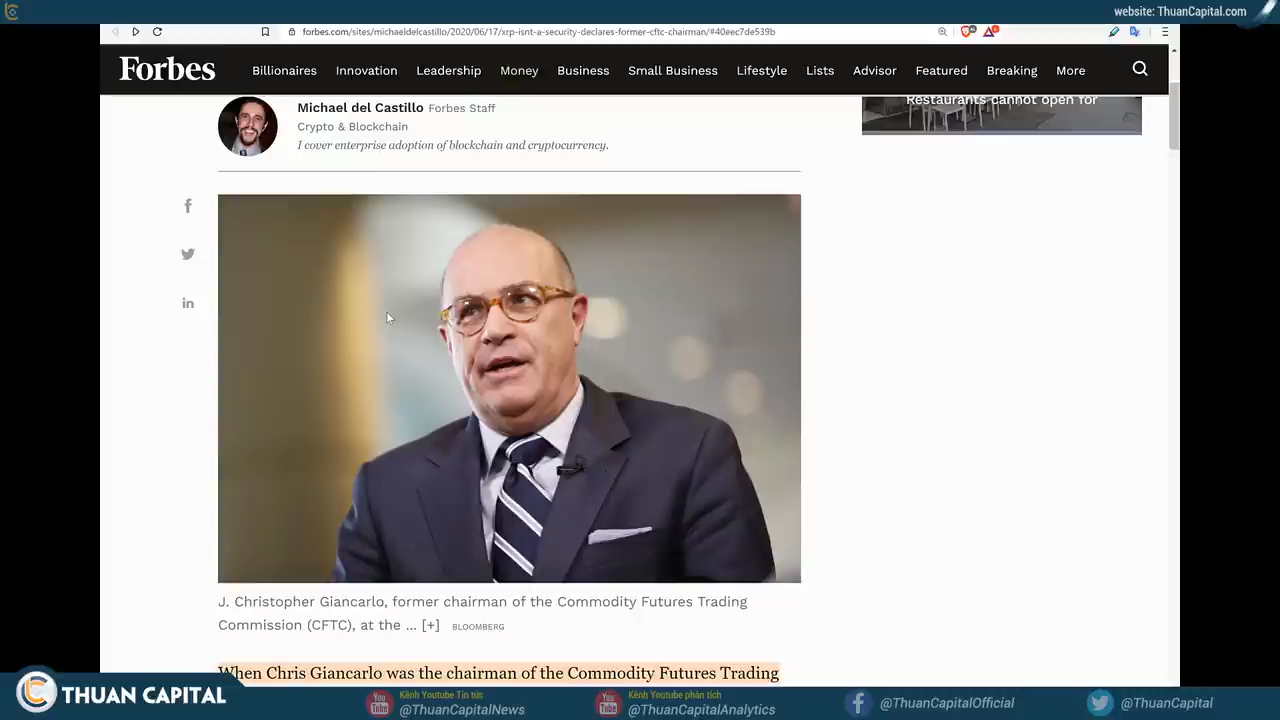 website: ThuanCapital.com
forbes.com/sites/michaeldelcastillo/2020/06/17/xrp-isnt-a-security-declares-former-cftc-chairman/#40eec7de539b
Forbes
Billionaires Innovation Leadership Money Business Small Business Lifestyle Lists Advisor Featured Breaking More
Restaurants cannot open for
Michael del Castillo Forbes Staff
Crypto & Blockchain
I cover enterprise adoption of blockchain and cryptocurrency.
J. Christopher Giancarlo, former chairman of the Commodity Futures Trading
Commission (CFTC), at the ... [+] BLOOMBERG
When Chris Giancarlo was the chairman of the Commodity Futures Trading
THUAN CAPITAL
You Tube
Kênh Youtube Tin tức
@ThuanCapitalNews
You Tube
Kênh Youtube phân tích
@ThuanCapitalAnalytics
@ThuanCapitalOfficial
@ThuanCapital